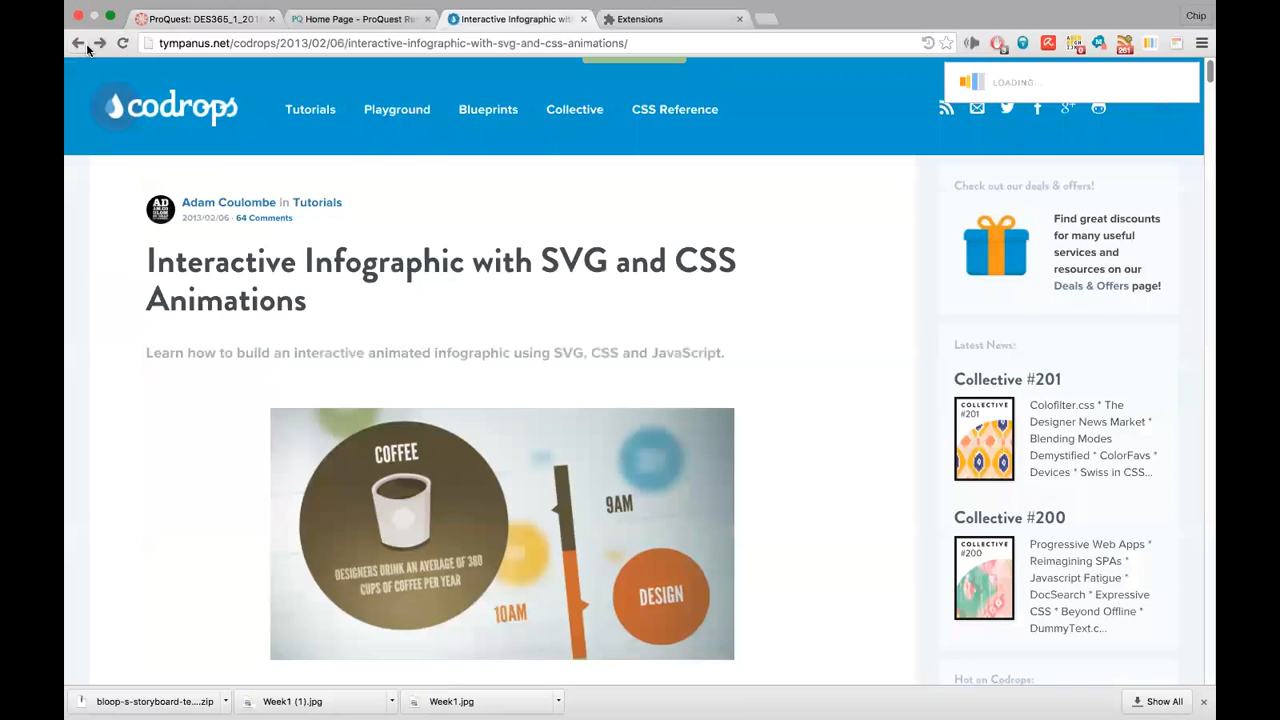 ProQuest: DES365_1_201
Home Page - ProQuest Re
Interactive Infographic with
Extensions
Chip
tympanus.net/codrops/2013/02/06/interactive-infographic-with-svg-and-css-animations/
261
LOADING...
codrops
Tutorials
Playground
Blueprints
Collective
CSS Reference
Adam Coulombe in Tutorials
2013/02/06 · 64 Comments
Interactive Infographic with SVG and CSS
Animations
Learn how to build an interactive animated infographic using SVG, CSS and JavaScript.
COFFEE
DESIGNERS DRINK AN AVERAGE OF 380
CUPS OF COFFEE PER YEAR
9AM
10AM
DESIGN
Check out our deals & offers!
Find great discounts
for many useful
services and
resources on our
Deals & Offers page!
Latest News:
Collective #201
COLLECTIVE
#201
Colofilter.css * The
Designer News Market *
Blending Modes
Demystified * ColorFavs *
Devices * Swiss in CSS...
Collective #200
COLLECTIVE
#200
Progressive Web Apps *
Reimagining SPAs *
Javascript Fatigue *
DocSearch * Expressive
CSS * Beyond Offline *
DummyText.c...
Hot on Codrops:
bloop-s-storyboard-te....zip
Week1 (1).jpg
Week1.jpg
Show All